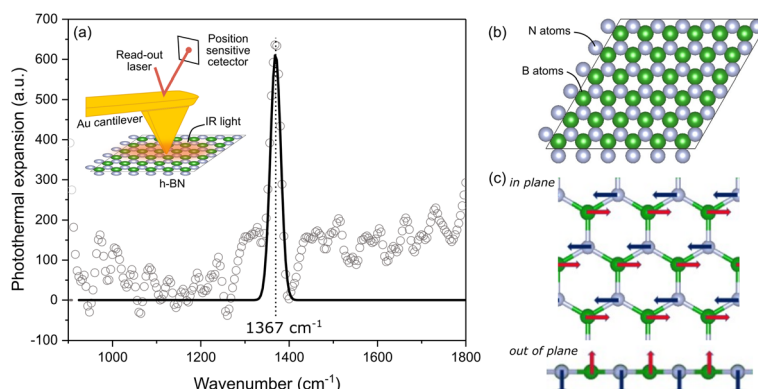 (a)
Photothermal expansion (a.u.)
700
600
500
400
300
200
100
0
-100
1000
1200
1400
1600
1800
Wavenumber (cm⁻¹)
1367 cm⁻¹
Read-out
laser
Position
sensitive
cetector
Au cantilever
IR light
h-BN
(b)
N atoms
B atoms
(c)
in plane
out of plane